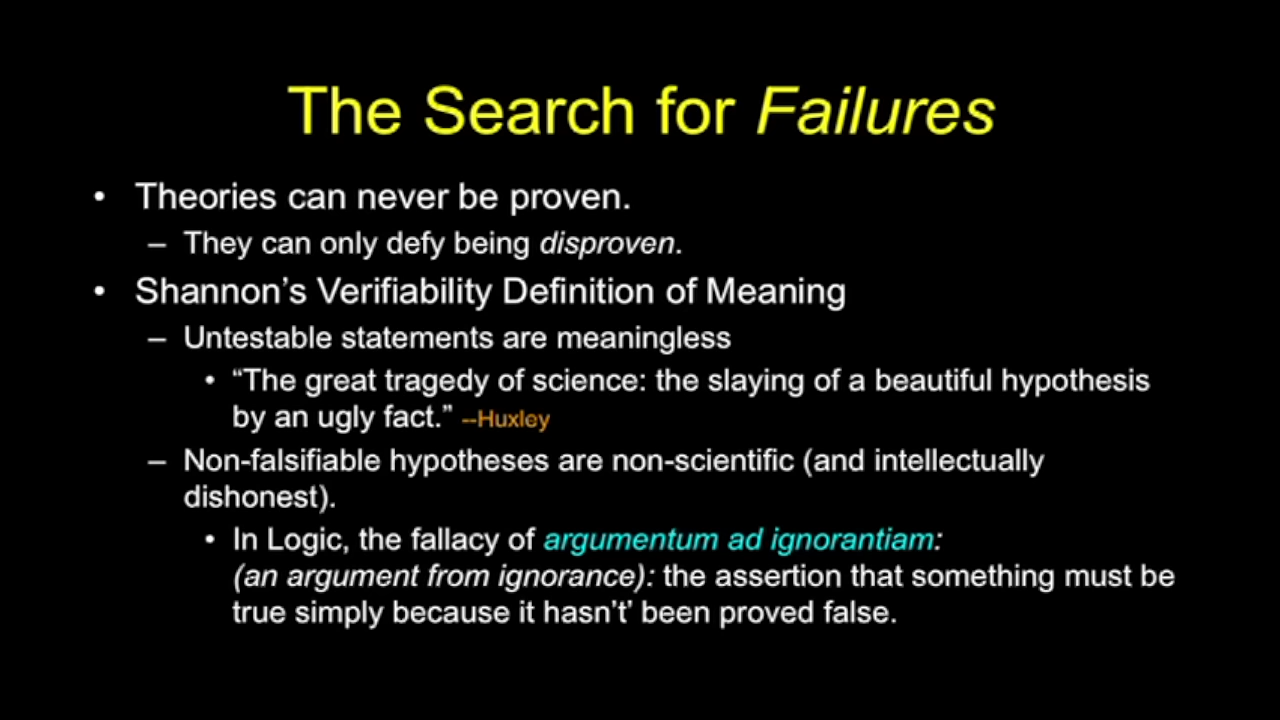 The Search for Failures
• Theories can never be proven.
– They can only defy being disproven.
• Shannon’s Verifiability Definition of Meaning
– Untestable statements are meaningless
• “The great tragedy of science: the slaying of a beautiful hypothesis
by an ugly fact.” --Huxley
– Non-falsifiable hypotheses are non-scientific (and intellectually
dishonest).
• In Logic, the fallacy of argumentum ad ignorantiam:
(an argument from ignorance): the assertion that something must be
true simply because it hasn’t’ been proved false.